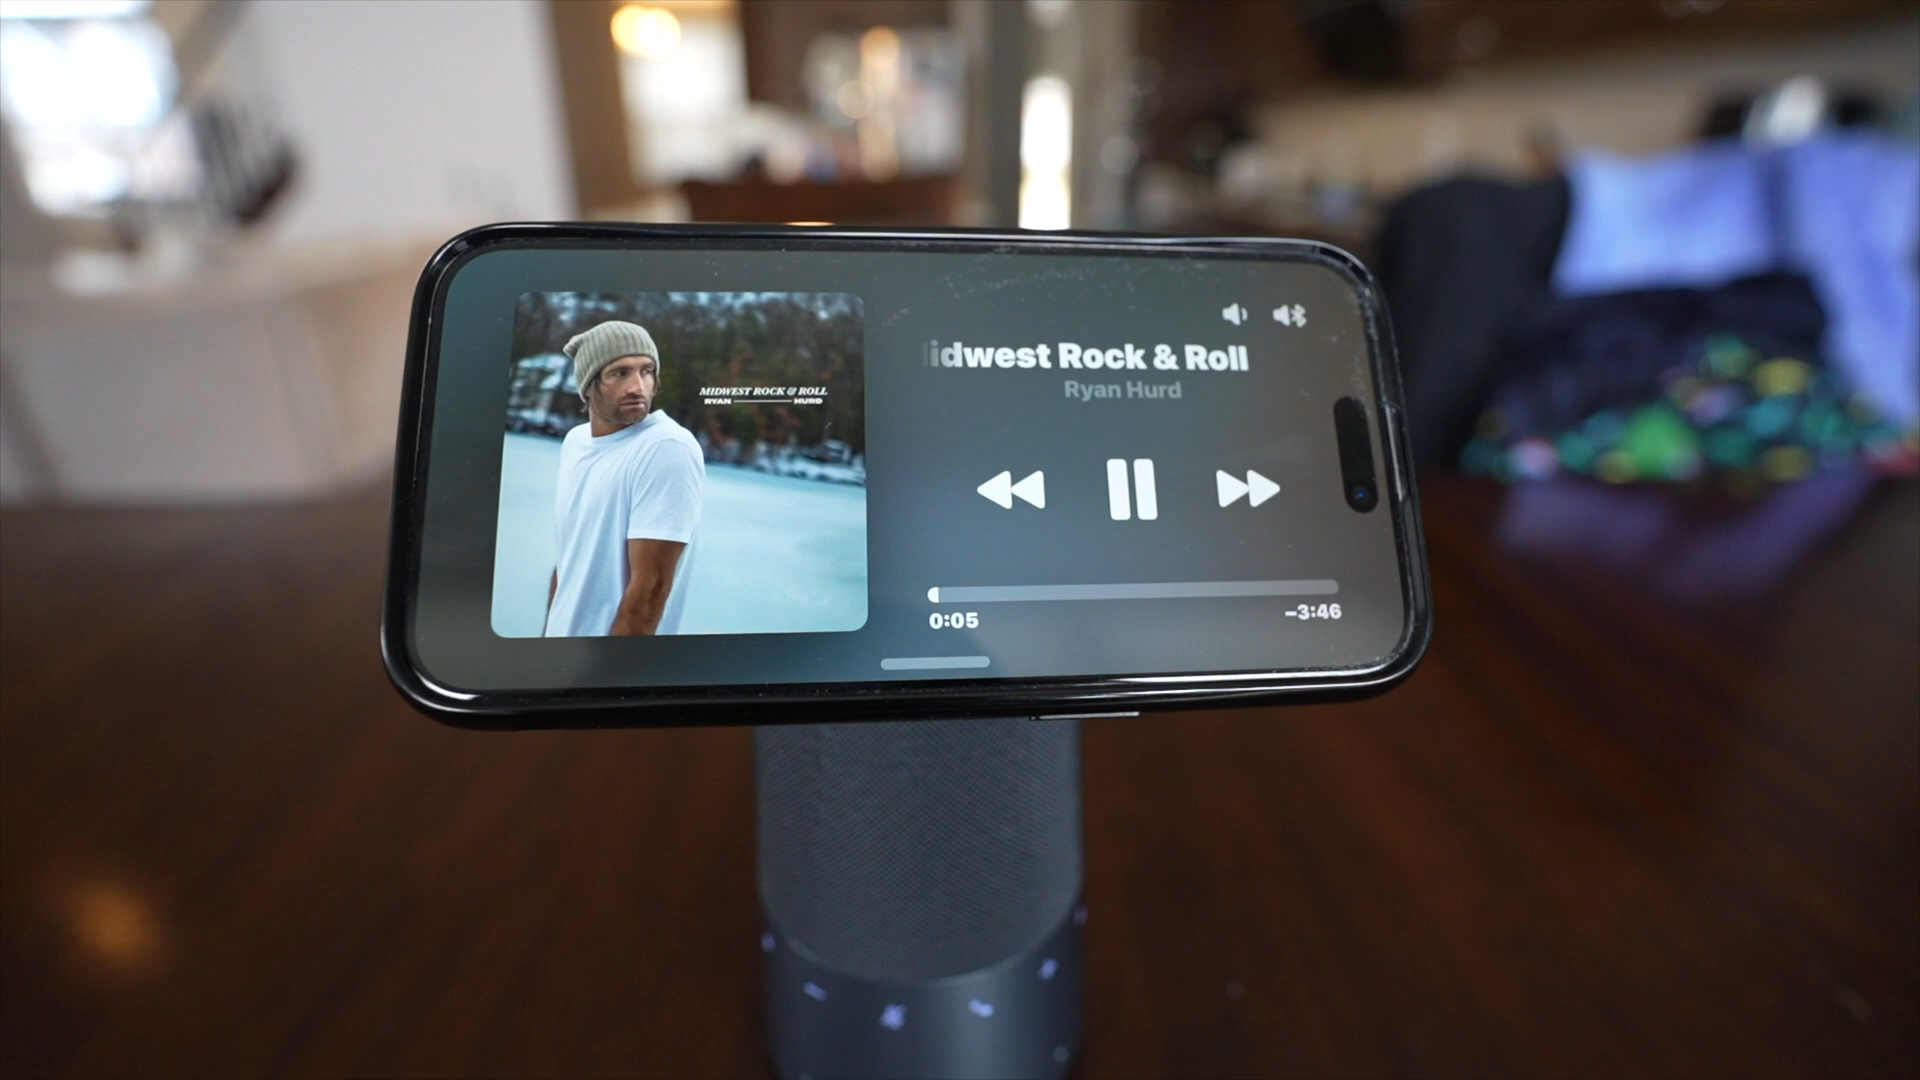 MIDWEST ROCK & ROLL
RYAN HURD
idwest Rock & Roll
Ryan Hurd
0:05
-3:46